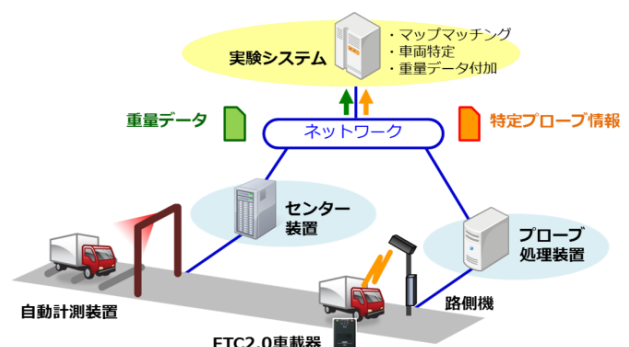 ・マップマッチング
・車両特定
・重量データ付加
実験システム
重量データ
特定プローブ情報
ネットワーク
センター
装置
プローブ
処理装置
自動計測装置
路側機
ETC2.0車載器